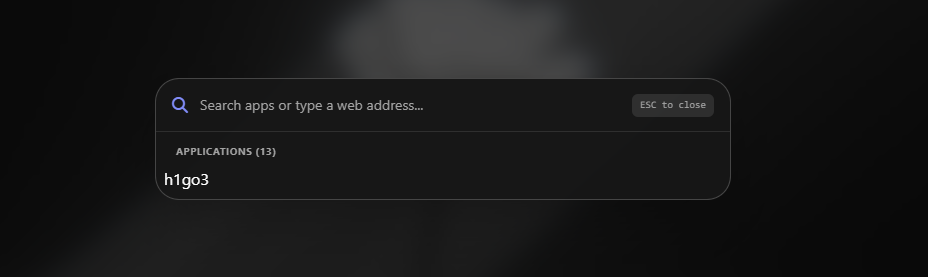 Search apps or type a web address...
ESC to close
APPLICATIONS (13)
h1go3